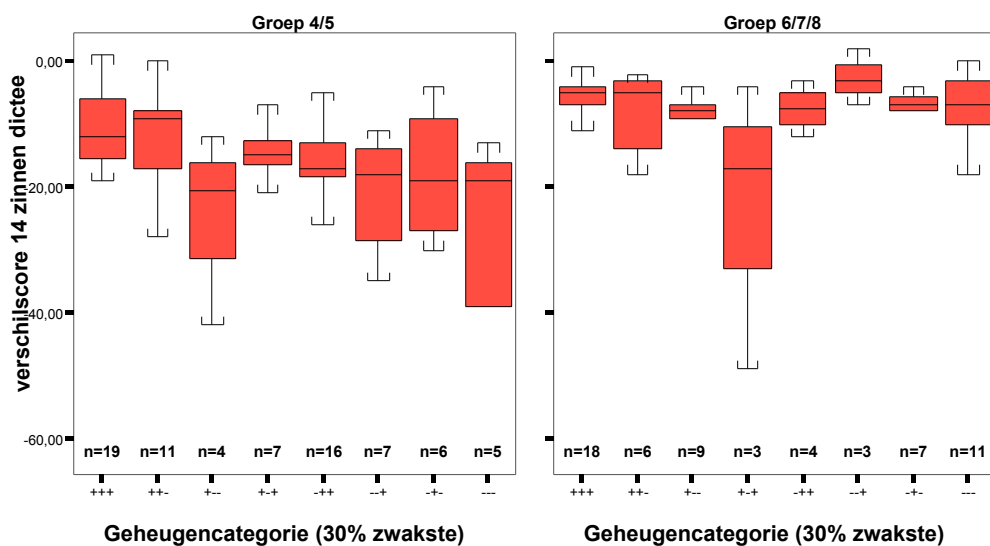 Groep 4/5
Groep 6/7/8
verschilscore 14 zinnen dictee
0,00
-20,00
-40,00
-60,00
n=19 n=11 n=4 n=7 n=16 n=7 n=6 n=5
n=18 n=6 n=9 n=3 n=4 n=3 n=7 n=11
+++ ++- +-- +-+ -++ --+ -+- ---
+++ ++- +-- +-+ -++ --+ -+- ---
Geheugencategorie (30% zwakste)
Geheugencategorie (30% zwakste)